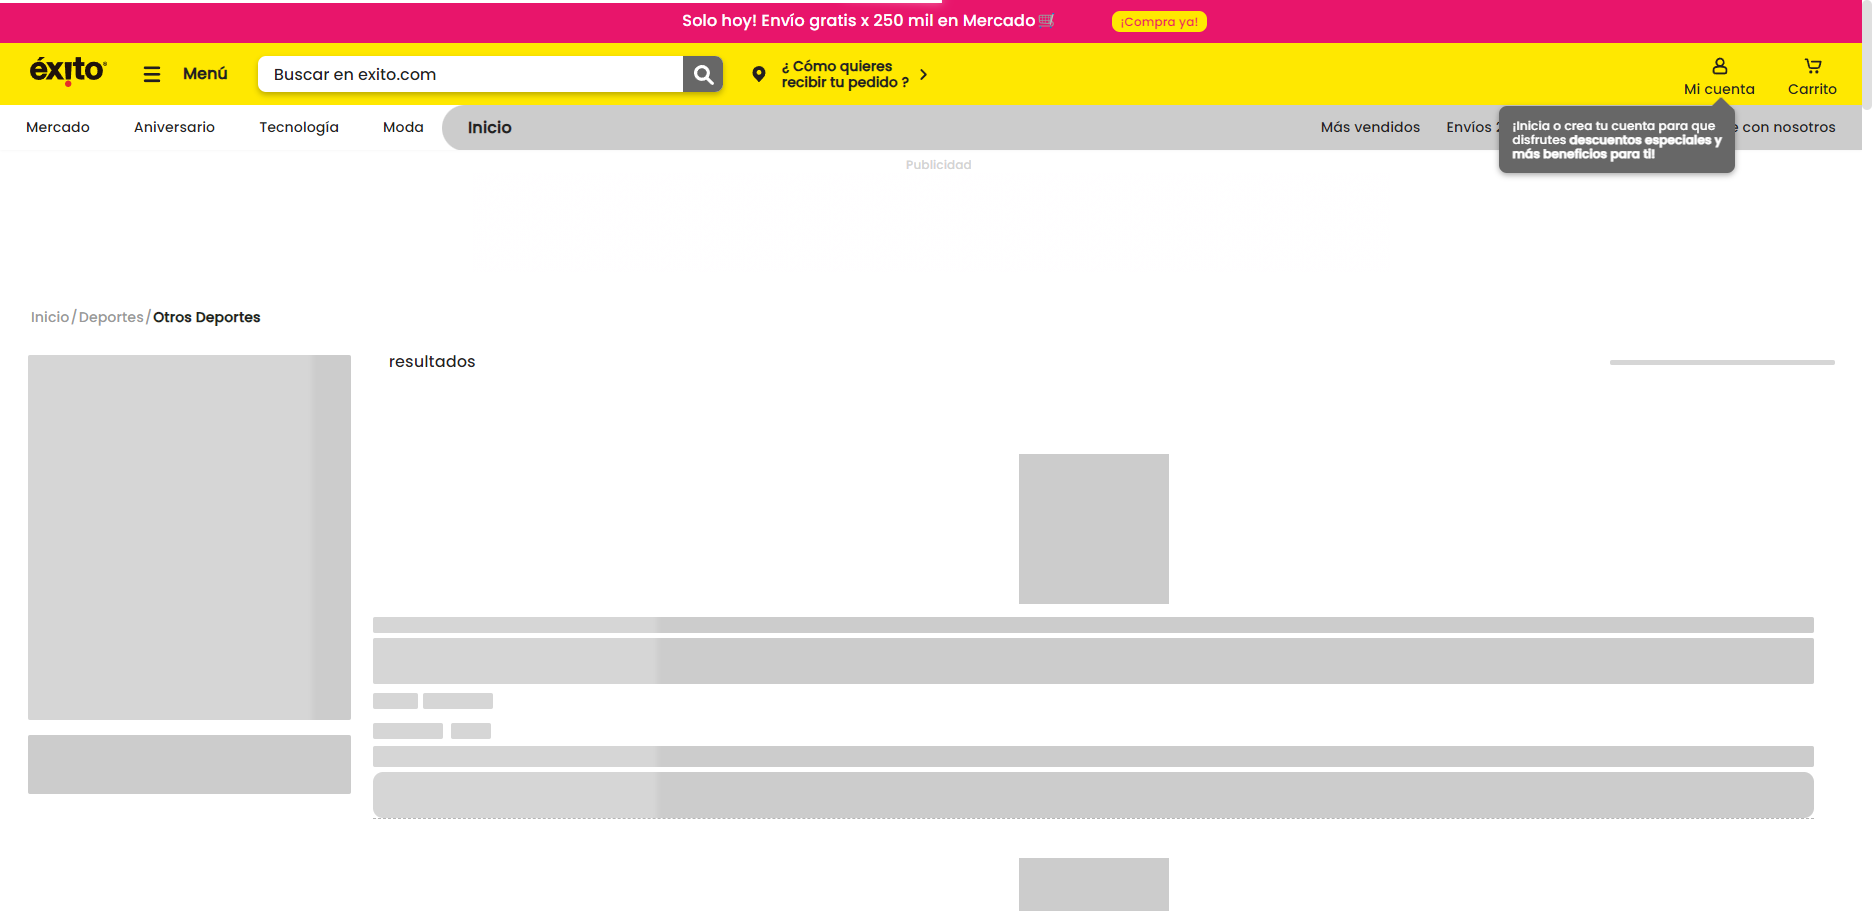 Solo hoy! Envío gratis x 250 mil en Mercado🛒
¡Compra ya!
éxito
Menú
Buscar en exito.com
¿ Cómo quieres
recibir tu pedido ?
Mi cuenta
Carrito
Mercado
Aniversario
Tecnología
Moda
Inicio
Más vendidos
Envíos
con nosotros
¡Inicia o crea tu cuenta para que
disfrutes descuentos especiales y
más beneficios para ti!
Publicidad
Inicio/Deportes/Otros Deportes
resultados